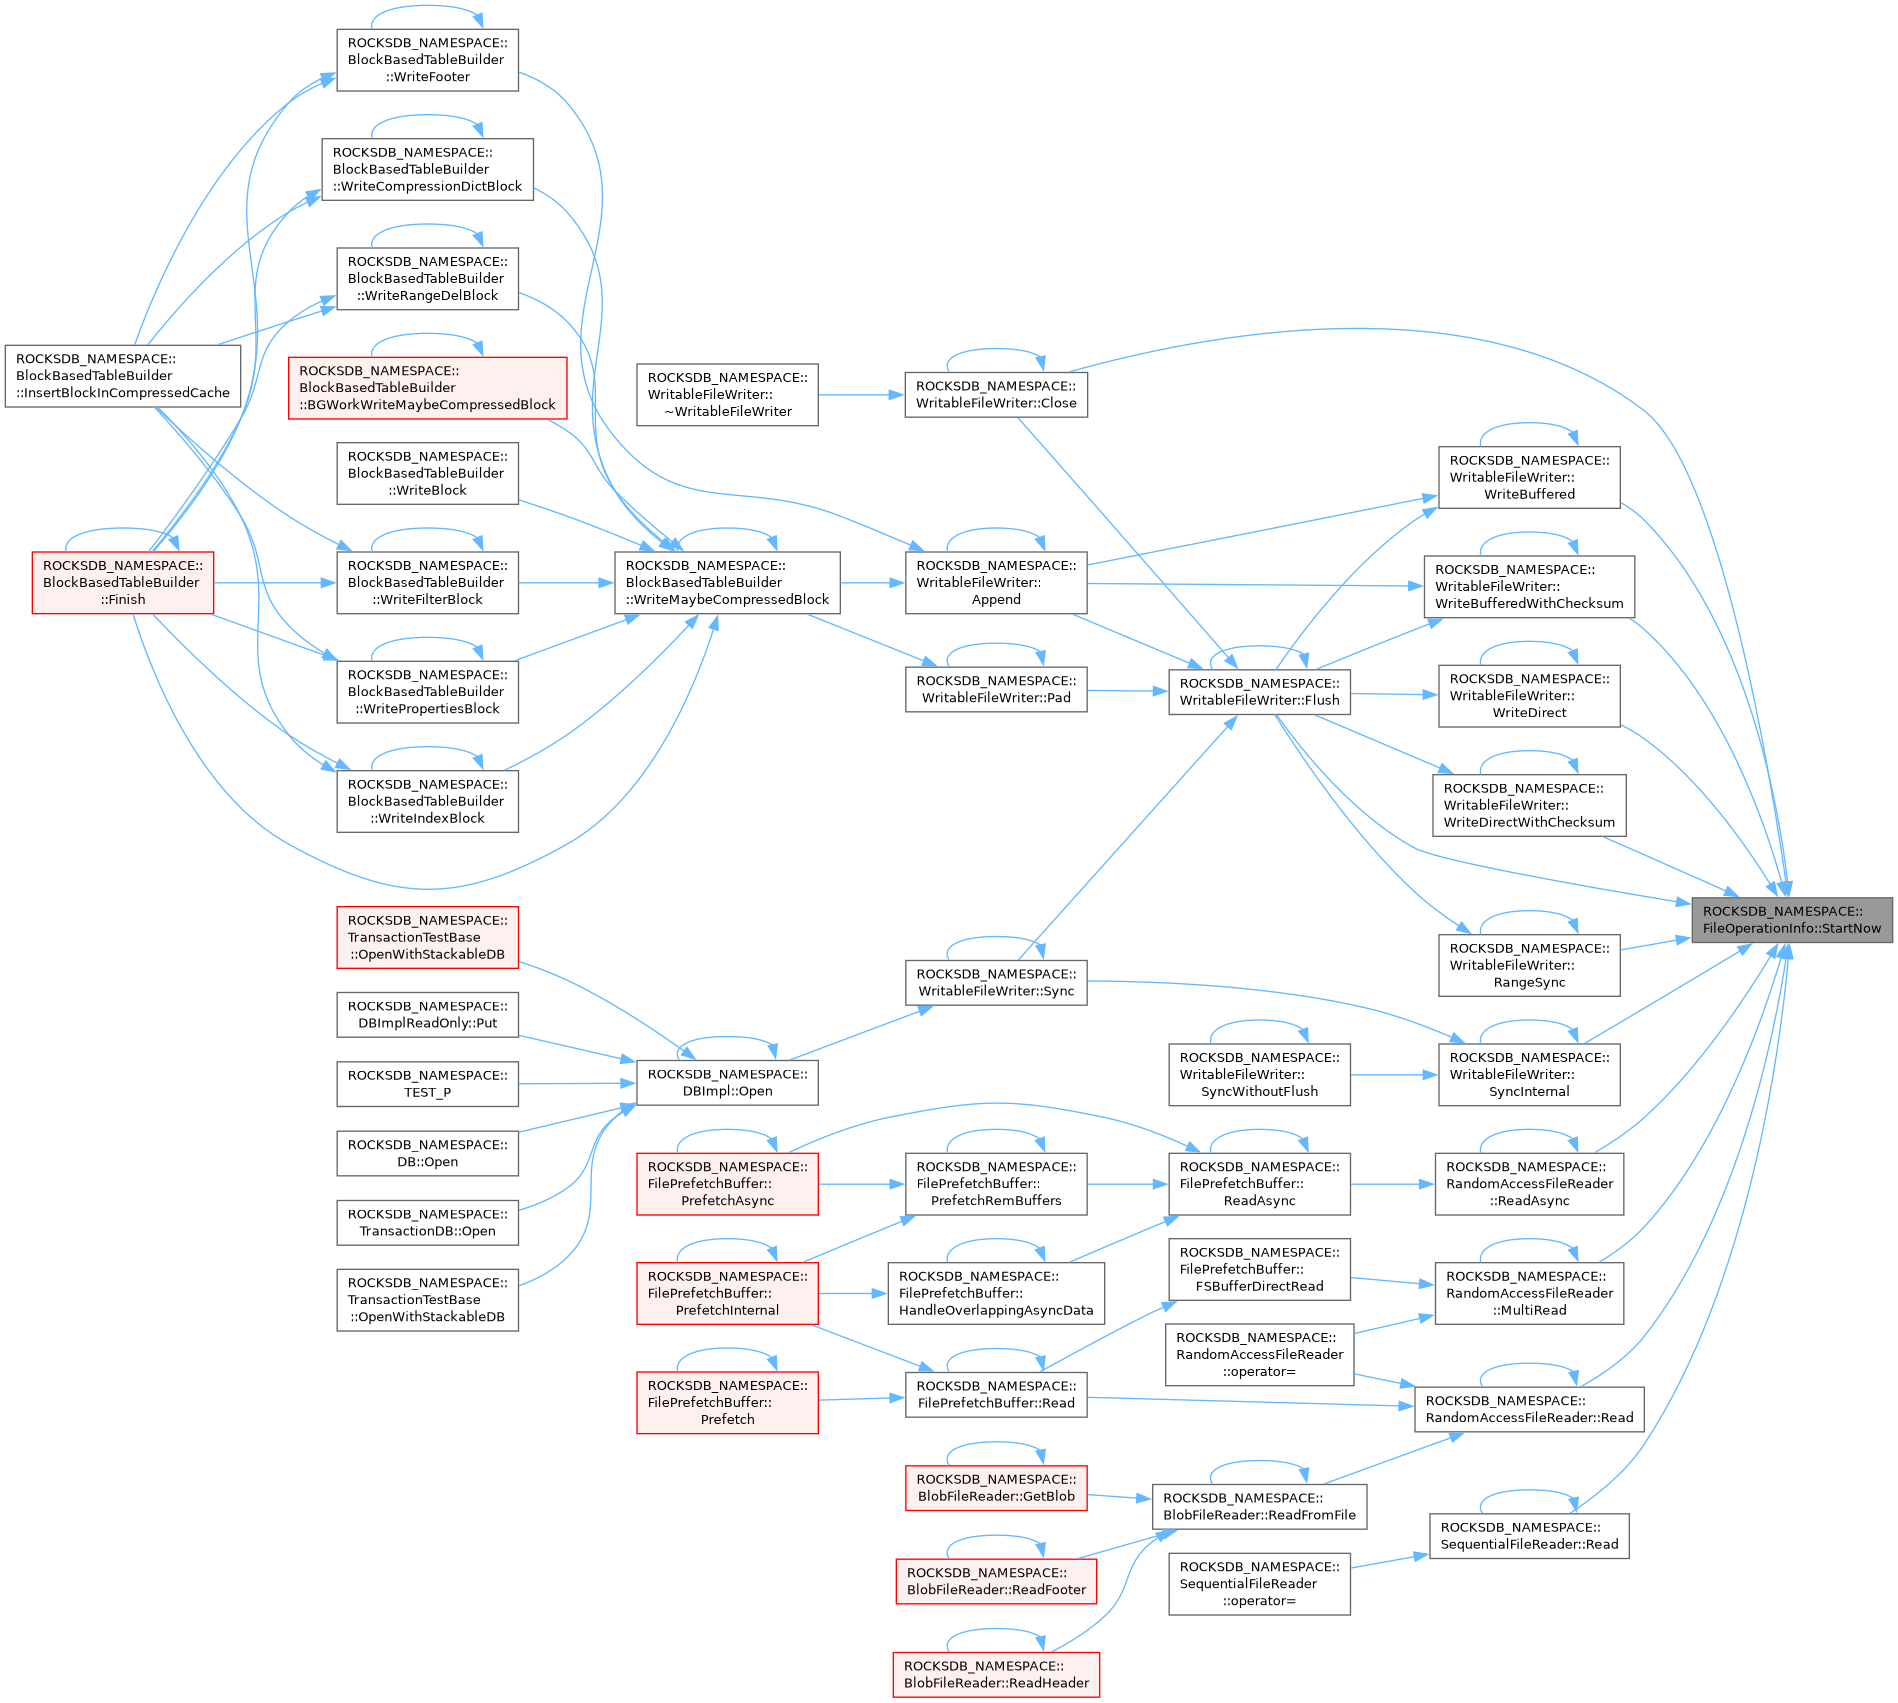 ROCKSDB_NAMESPACE::
BlockBasedTableBuilder
::WriteFooter
ROCKSDB_NAMESPACE::
BlockBasedTableBuilder
::WriteCompressionDictBlock
ROCKSDB_NAMESPACE::
BlockBasedTableBuilder
::WriteRangeDelBlock
ROCKSDB_NAMESPACE::
BlockBasedTableBuilder
::InsertBlockInCompressedCache
ROCKSDB_NAMESPACE::
BlockBasedTableBuilder
::BGWorkWriteMaybeCompressedBlock
ROCKSDB_NAMESPACE::
BlockBasedTableBuilder
::WriteBlock
ROCKSDB_NAMESPACE::
BlockBasedTableBuilder
::Finish
ROCKSDB_NAMESPACE::
BlockBasedTableBuilder
::WriteFilterBlock
ROCKSDB_NAMESPACE::
BlockBasedTableBuilder
::WritePropertiesBlock
ROCKSDB_NAMESPACE::
BlockBasedTableBuilder
::WriteIndexBlock
ROCKSDB_NAMESPACE::
WritableFileWriter::
~WritableFileWriter
ROCKSDB_NAMESPACE::
WritableFileWriter::Close
ROCKSDB_NAMESPACE::
BlockBasedTableBuilder
::WriteMaybeCompressedBlock
ROCKSDB_NAMESPACE::
WritableFileWriter::
Append
ROCKSDB_NAMESPACE::
WritableFileWriter::Pad
ROCKSDB_NAMESPACE::
WritableFileWriter::Flush
ROCKSDB_NAMESPACE::
WritableFileWriter::
WriteBuffered
ROCKSDB_NAMESPACE::
WritableFileWriter::
WriteBufferedWithChecksum
ROCKSDB_NAMESPACE::
WritableFileWriter::
WriteDirect
ROCKSDB_NAMESPACE::
WritableFileWriter::
WriteDirectWithChecksum
ROCKSDB_NAMESPACE::
FileOperationInfo::StartNow
ROCKSDB_NAMESPACE::
WritableFileWriter::
RangeSync
ROCKSDB_NAMESPACE::
WritableFileWriter::Sync
ROCKSDB_NAMESPACE::
TransactionTestBase
::OpenWithStackableDB
ROCKSDB_NAMESPACE::
DBImplReadOnly::Put
ROCKSDB_NAMESPACE::
TEST_P
ROCKSDB_NAMESPACE::
DB::Open
ROCKSDB_NAMESPACE::
TransactionDB::Open
ROCKSDB_NAMESPACE::
TransactionTestBase
::OpenWithStackableDB
ROCKSDB_NAMESPACE::
DBImpl::Open
ROCKSDB_NAMESPACE::
WritableFileWriter::
SyncWithoutFlush
ROCKSDB_NAMESPACE::
WritableFileWriter::
SyncInternal
ROCKSDB_NAMESPACE::
FilePrefetchBuffer::
PrefetchAsync
ROCKSDB_NAMESPACE::
FilePrefetchBuffer::
PrefetchRemBuffers
ROCKSDB_NAMESPACE::
FilePrefetchBuffer::
ReadAsync
ROCKSDB_NAMESPACE::
RandomAccessFileReader
::ReadAsync
ROCKSDB_NAMESPACE::
FilePrefetchBuffer::
PrefetchInternal
ROCKSDB_NAMESPACE::
FilePrefetchBuffer::
HandleOverlappingAsyncData
ROCKSDB_NAMESPACE::
FilePrefetchBuffer::
FSBufferDirectRead
ROCKSDB_NAMESPACE::
RandomAccessFileReader
::MultiRead
ROCKSDB_NAMESPACE::
RandomAccessFileReader
::operator=
ROCKSDB_NAMESPACE::
FilePrefetchBuffer::
Prefetch
ROCKSDB_NAMESPACE::
FilePrefetchBuffer::Read
ROCKSDB_NAMESPACE::
RandomAccessFileReader::Read
ROCKSDB_NAMESPACE::
BlobFileReader::GetBlob
ROCKSDB_NAMESPACE::
BlobFileReader::ReadFromFile
ROCKSDB_NAMESPACE::
SequentialFileReader::Read
ROCKSDB_NAMESPACE::
BlobFileReader::ReadFooter
ROCKSDB_NAMESPACE::
SequentialFileReader
::operator=
ROCKSDB_NAMESPACE::
BlobFileReader::ReadHeader